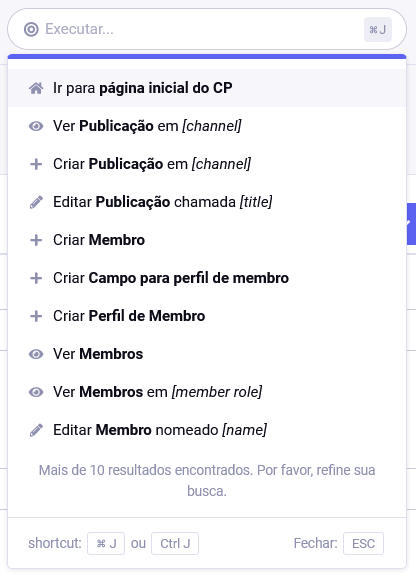 Executar...
⌘J
Ir para página inicial do CP
Ver Publicação em [channel]
Criar Publicação em [channel]
Editar Publicação chamada [title]
Criar Membro
Criar Campo para perfil de membro
Criar Perfil de Membro
Ver Membros
Ver Membros em [member role]
Editar Membro nomeado [name]
Mais de 10 resultados encontrados. Por favor, refine sua
busca.
shortcut: ⌘ J ou Ctrl J Fechar: ESC